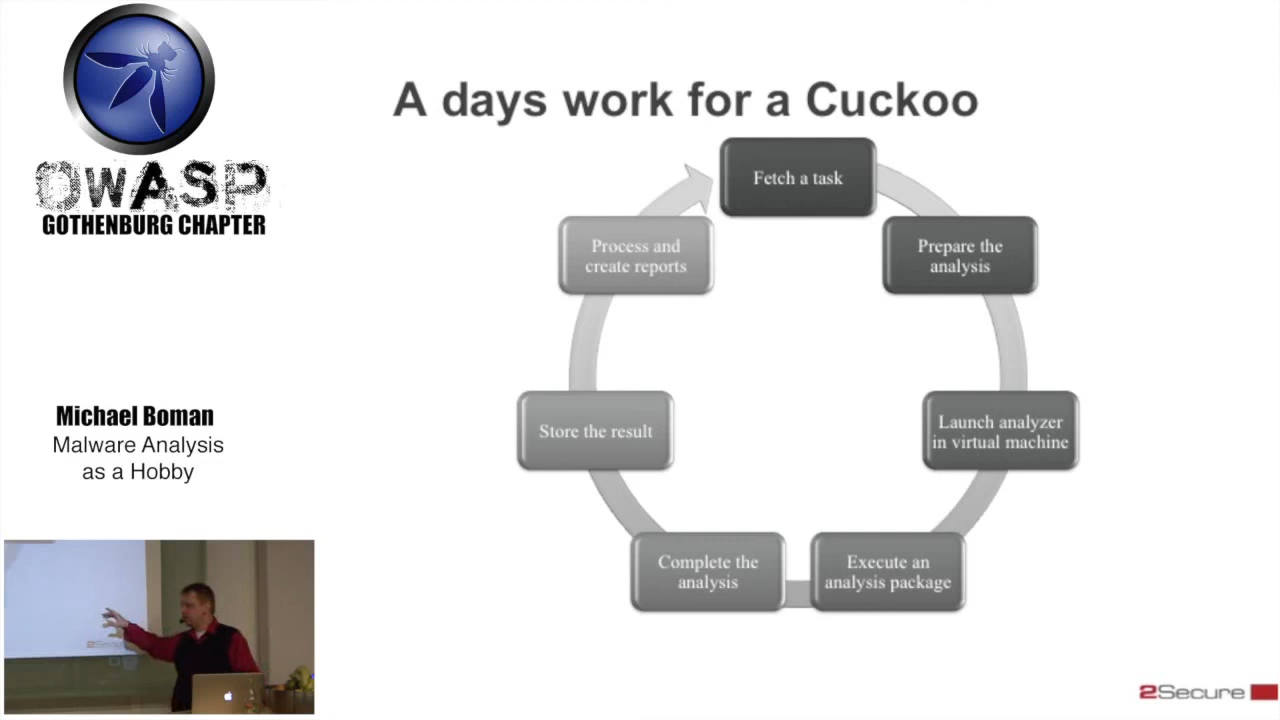 OWASP
GOTHENBURG CHAPTER
A days work for a Cuckoo
Fetch a task
Prepare the
analysis
Launch analyzer
in virtual machine
Execute an
analysis package
Complete the
analysis
Store the result
Process and
create reports
Michael Boman
Malware Analysis
as a Hobby
2Secure
2Secure